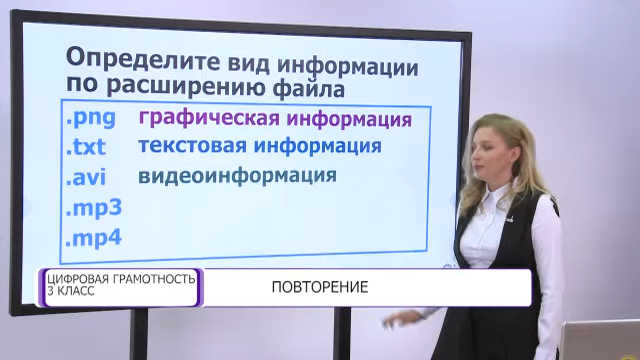 Определите вид информации
по расширению файла
.png графическая информация
.txt текстовая информация
.avi видеоинформация
.mp3
.mp4
ЦИФРОВАЯ ГРАМОТНОСТЬ
3 КЛАСС
ПОВТОРЕНИЕ